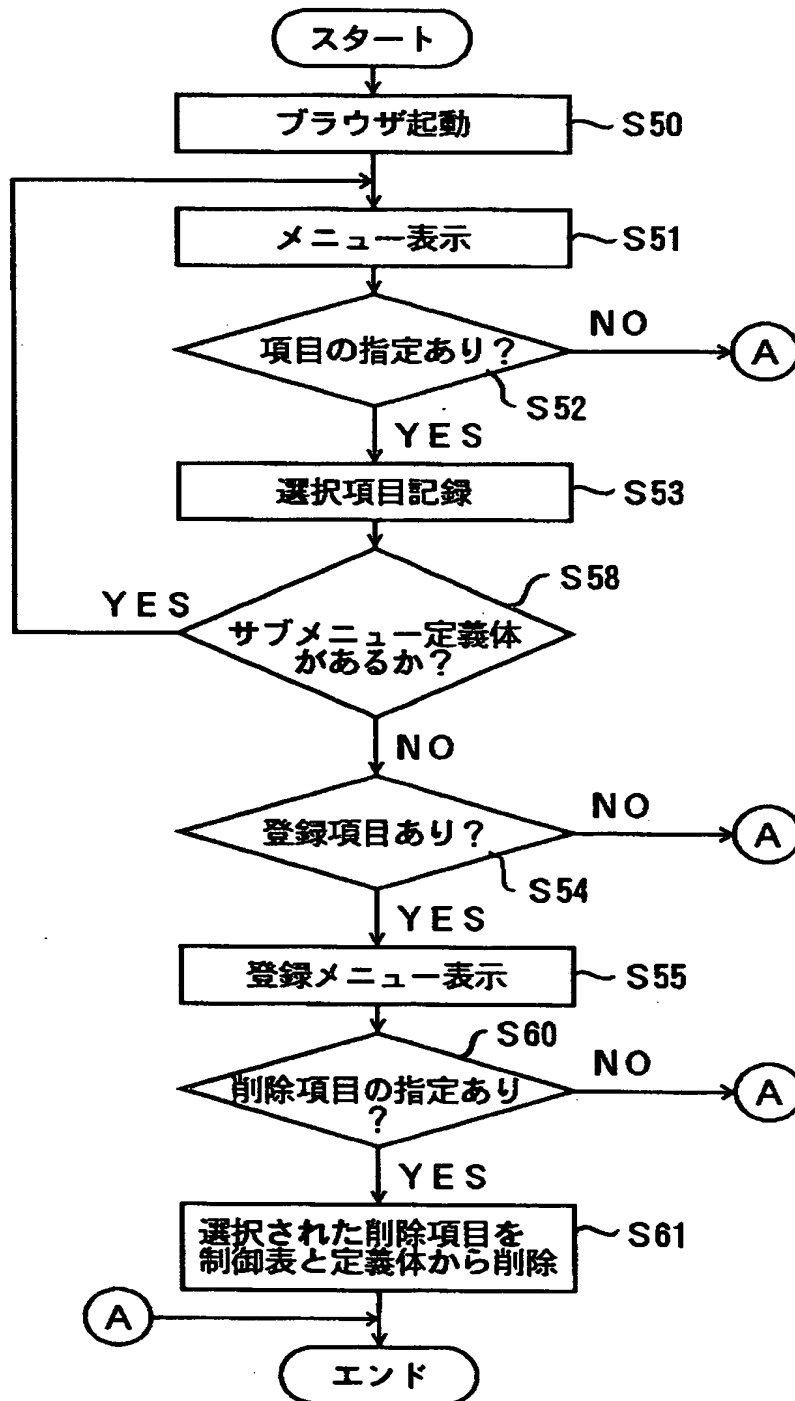 スタート
ブラウザ起動
S50
メニュー表示
S51
項目の指定あり？
NO
A
S52
YES
選択項目記録
S53
S58
YES
サブメニュー定義体
があるか？
NO
登録項目あり？
NO
A
S54
YES
登録メニュー表示
S55
S60
削除項目の指定あり
？
NO
A
YES
選択された削除項目を
制御表と定義体から削除
S61
A
エンド